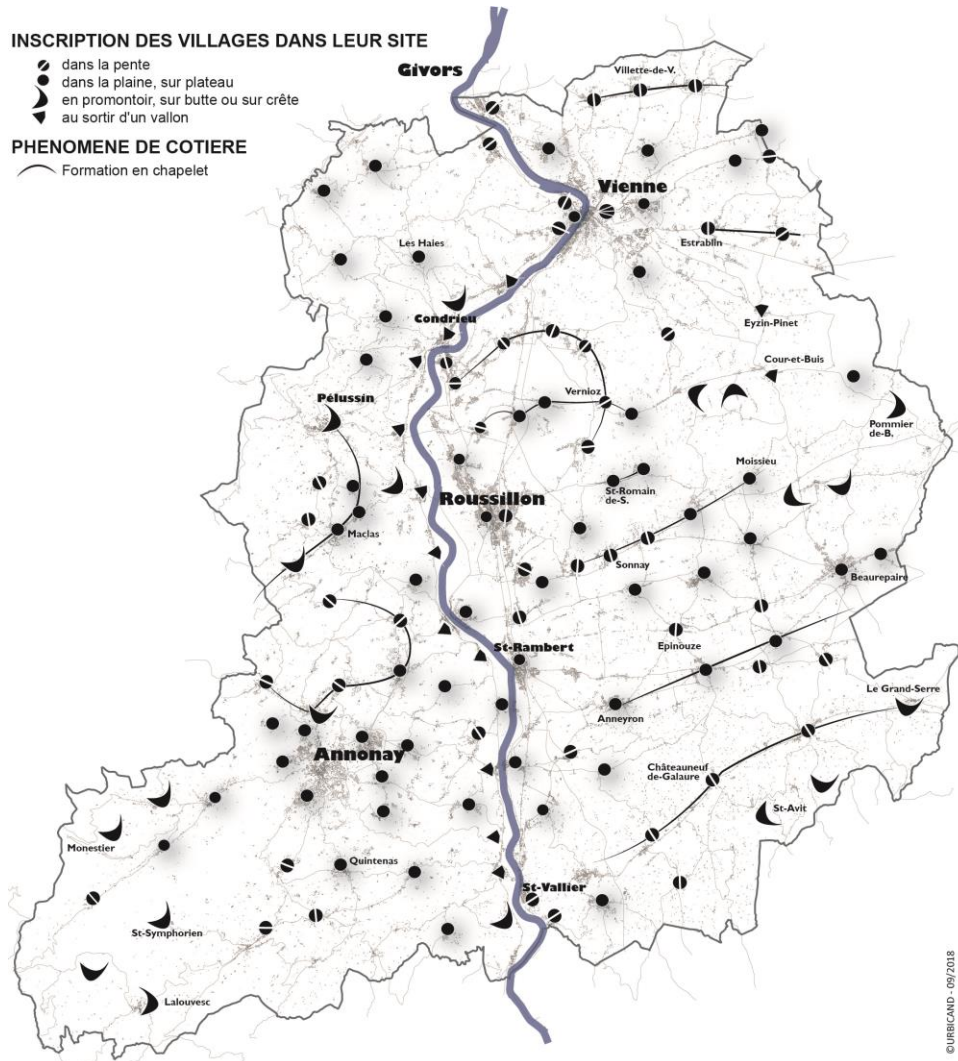 INSCRIPTION DES VILLAGES DANS LEUR SITE
dans la pente
dans la plaine, sur plateau
en promontoir, sur butte ou sur crête
au sortir d'un vallon
PHENOMENE DE COTIERE
Formation en chapelet
Givors
Villette-de-V.
Vienne
Les Haies
Estrablin
Condrieu
Eyzin-Pinet
Cour-et-Buis
Pélussin
Vernioz
Pommier
de-B.
Moissieu
St-Romain
de-S.
Roussillon
Maclas
Sonnay
Beaurepaire
Epinouze
St-Rambert
Le Grand-Serre
Anneyron
Annonay
Châteauneuf
de-Galaure
St-Avit
Monestier
Quintenas
St-Vallier
St-Symphorien
Lalouvesc
©URBICAND - 09/2018